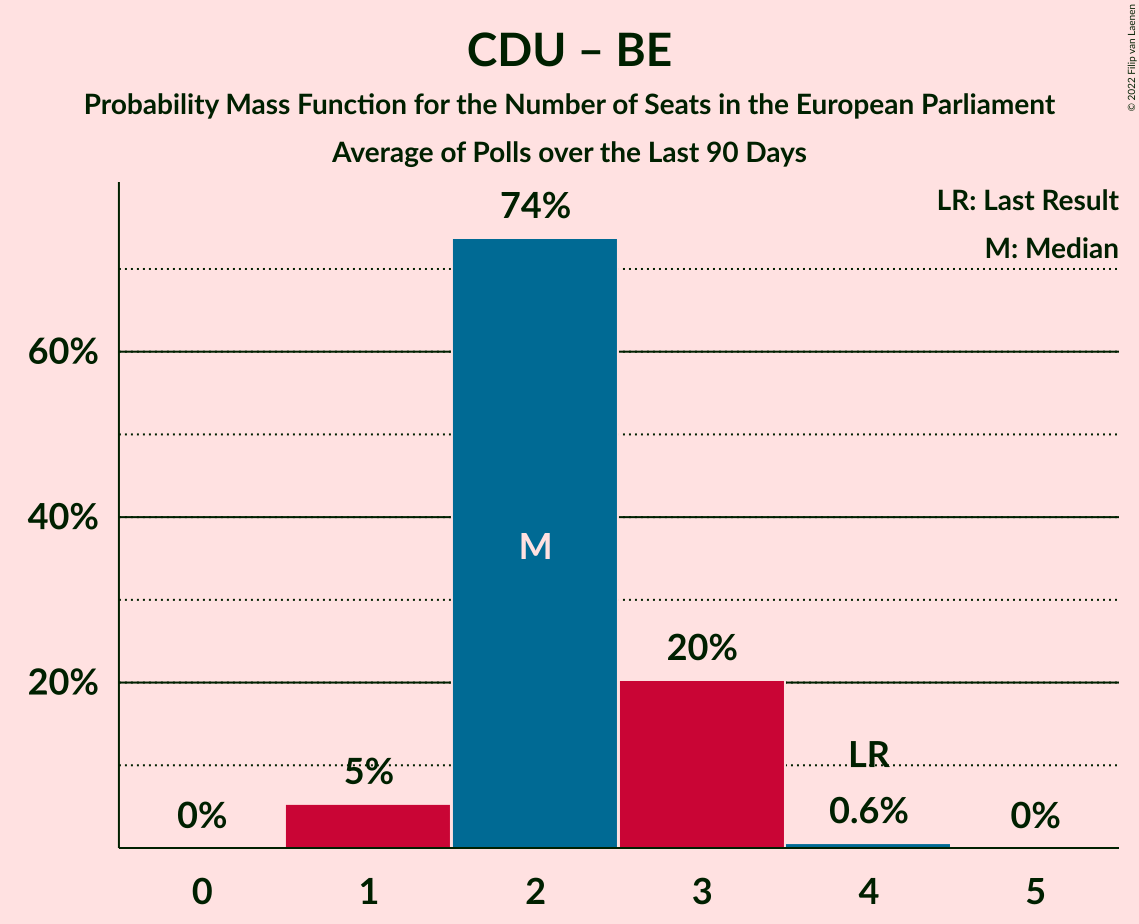 CDU – BE
Probability Mass Function for the Number of Seats in the European Parliament
Average of Polls over the Last 90 Days
© 2022 Filip van Laenen
LR: Last Result
M: Median
74%
60%
40%
M
20%
20%
LR
5%
0%
0.6%
0%
0 1 2 3 4 5